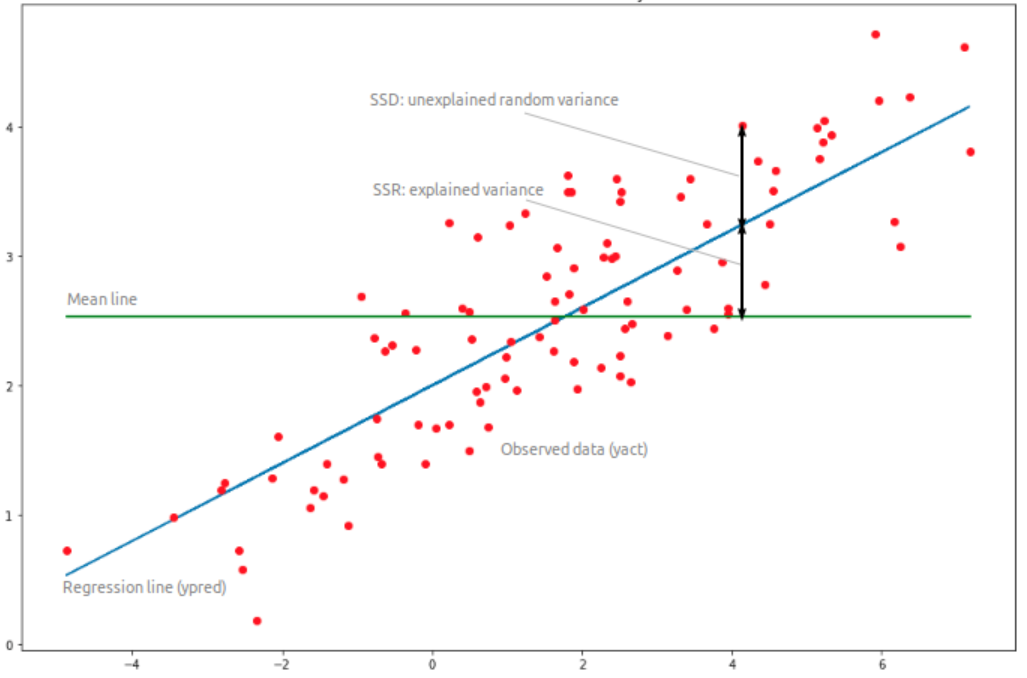 SSD: unexplained random variance
SSR: explained variance
Mean line
Observed data (yact)
Regression line (ypred)
4
3
2
1
0
−4
−2
0
2
4
6